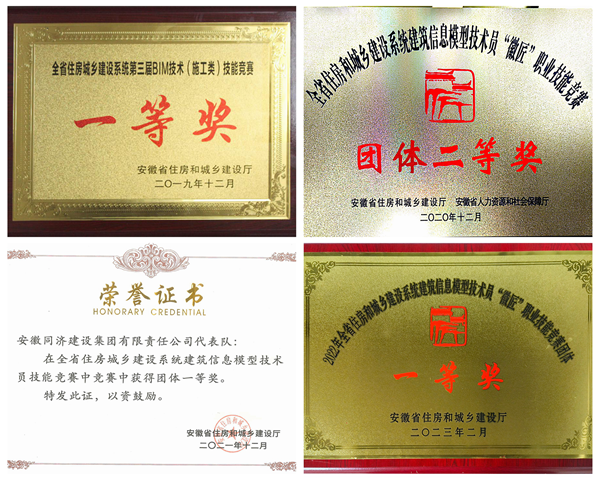 全省住房城乡建设系统第三届BIM技术（施工类）技能竞赛
一等奖
安徽省住房和城乡建设厅
二〇一九年十二月
全省住房和城乡建设系统建筑信息模型技术员“徽匠”职业技能竞赛
团体二等奖
安徽省住房和城乡建设厅 安徽省人力资源和社会保障厅
二〇二〇年十二月
荣誉证书
HONORARY CREDENTIAL
安徽同济建设集团有限责任公司代表队：
在全省住房城乡建设系统建筑信息模型技术
员技能竞赛中竞赛中获得团体一等奖。
特发此证，以资鼓励。
安徽省住房和城乡建设厅
二〇二一年十二月
2022年全省住房和城乡建设系统建筑信息模型技术员“徽匠”职业技能竞赛团体
一等奖
安徽省住房和城乡建设厅
二〇二三年二月